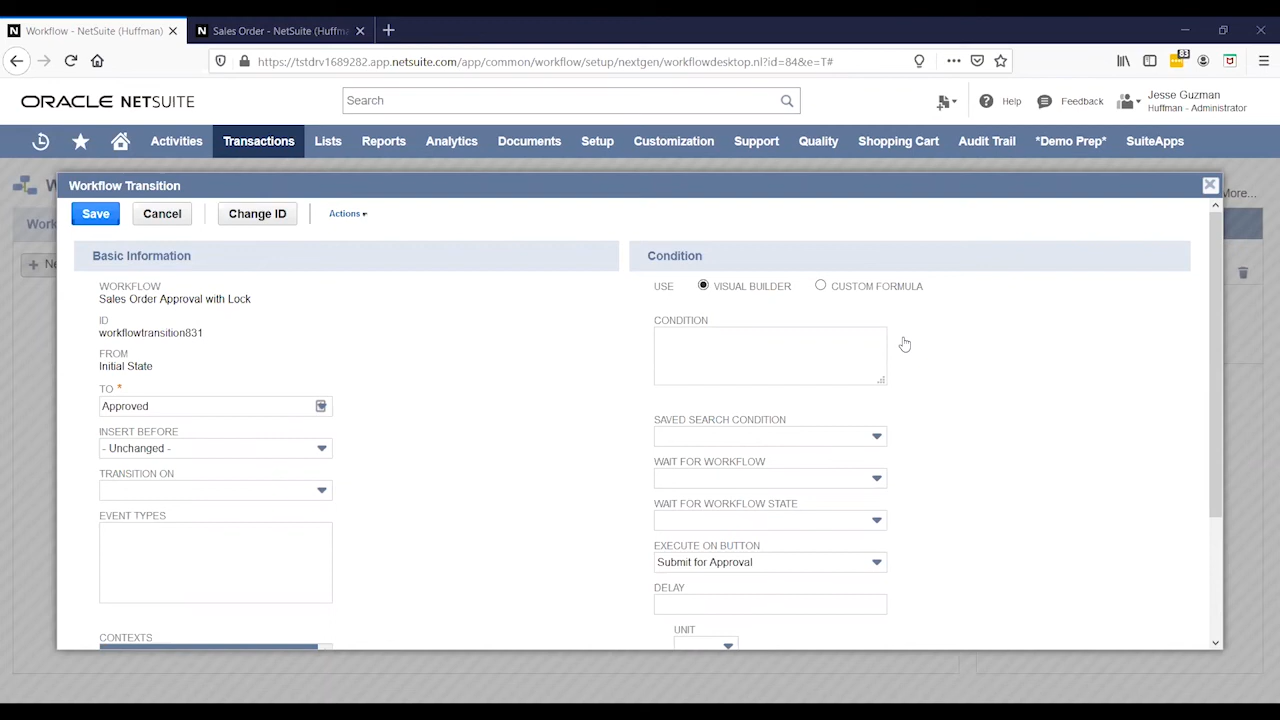 Workflow - NetSuite (Huffman)
Sales Order - NetSuite (Huffm
https://tstdrv1689282.app.netsuite.com/app/common/workflow/setup/nextgen/workflowdesktop.nl?id=84&e=T#
83
ORACLE NETSUITE
Search
Help
Feedback
Jesse Guzman
Huffman - Administrator
Activities
Transactions
Lists
Reports
Analytics
Documents
Setup
Customization
Support
Quality
Shopping Cart
Audit Trail
*Demo Prep*
SuiteApps
W
More...
Work
Ne
Workflow Transition
Save
Cancel
Change ID
Actions
Basic Information
WORKFLOW
Sales Order Approval with Lock
ID
workflowtransition831
FROM
Initial State
TO *
Approved
INSERT BEFORE
- Unchanged -
TRANSITION ON
EVENT TYPES
CONTEXTS
Condition
USE
VISUAL BUILDER
CUSTOM FORMULA
CONDITION
SAVED SEARCH CONDITION
WAIT FOR WORKFLOW
WAIT FOR WORKFLOW STATE
EXECUTE ON BUTTON
Submit for Approval
DELAY
UNIT